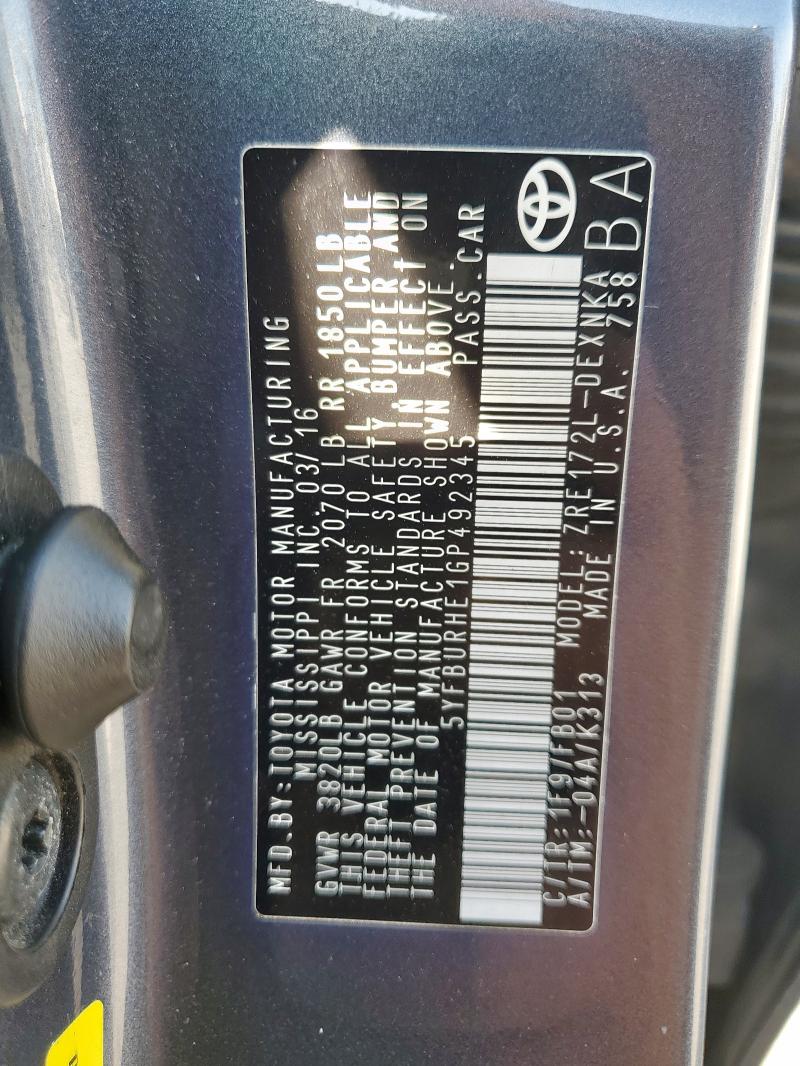 MFD.BY:TOYOTA MOTOR MANUFACTURING
MISSISSIPPI INC.03/16
GVWR 3820LB GAWR FR 2070 LB RR 1850LB
THIS VEHICLE CONFORMS TO ALL APPLICABLE
FEDERAL MOTOR VEHICLE SAFETY BUMPER AND
THEFT PREVENTION STANDARDS IN EFFECT ON
THE DATE OF MANUFACTURE SHOWN ABOVE.
5YFBURHE1GP492345 PASS.CAR
C/TR:1F9/FB01 MODEL:ZRE172L-DEXNKA
A/TM:-04A/K313 MADE IN U.S.A. 758BA